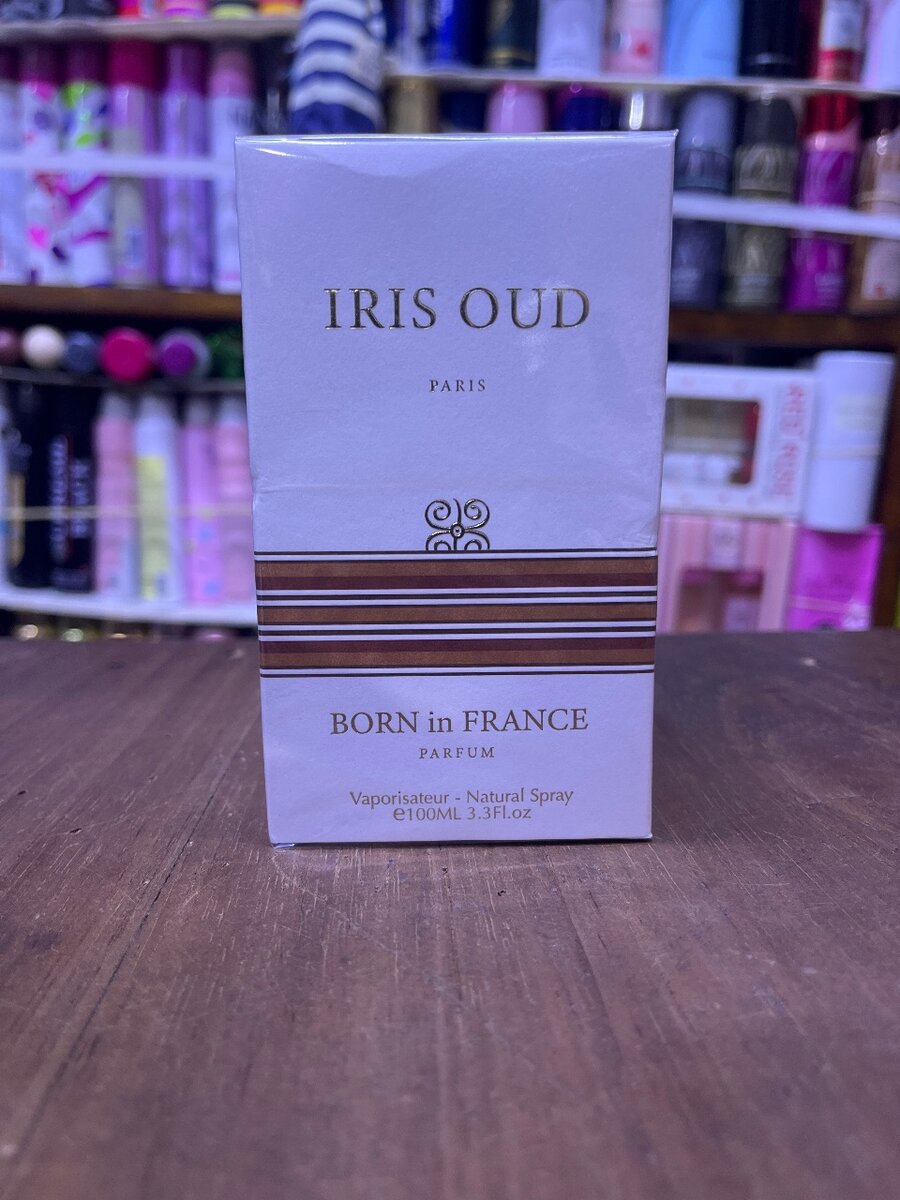 IRIS OUD
PARIS
BORN in FRANCE
PARFUM
Vaporisateur - Natural Spray
℮100ML 3.3Fl.oz